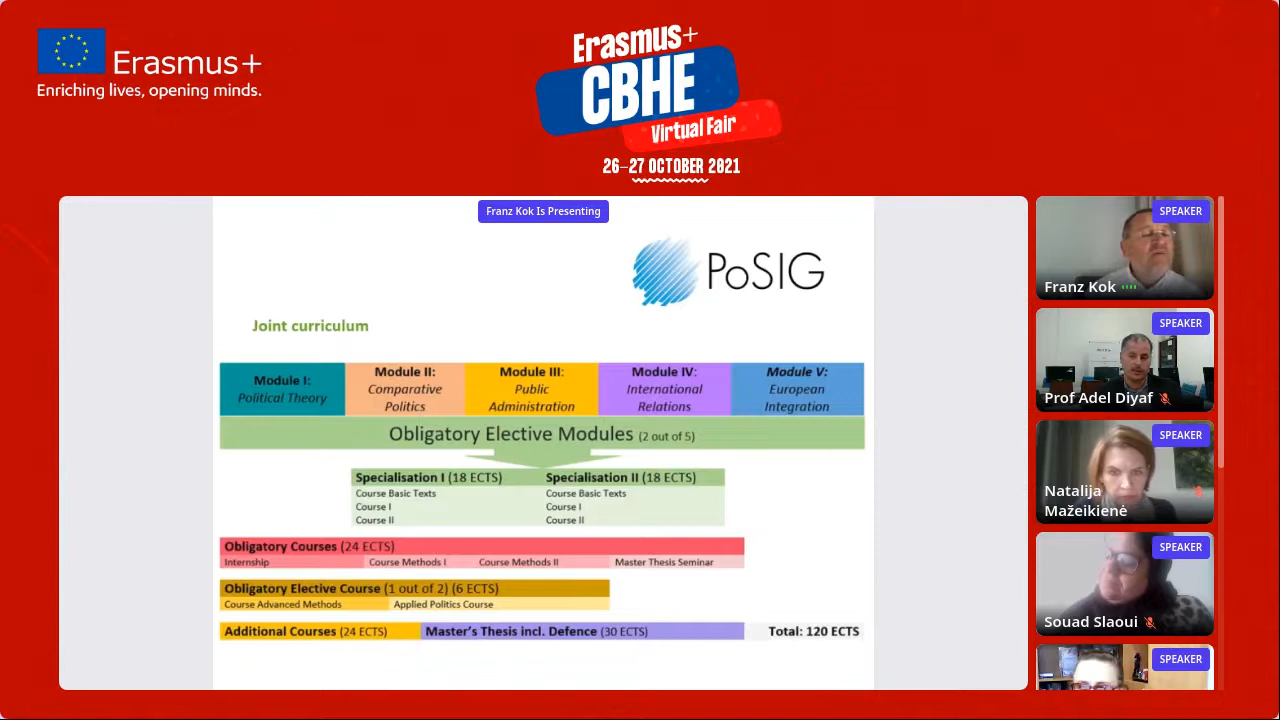 Erasmus+
Enriching lives, opening minds.
Erasmus+
CBHE
Virtual Fair
26–27 OCTOBER 2021
Franz Kok Is Presenting
PoSIG
Joint curriculum
Module I:
Political Theory
Module II:
Comparative
Politics
Module III:
Public
Administration
Module IV:
International
Relations
Module V:
European
Integration
Obligatory Elective Modules (2 out of 5)
Specialisation I (18 ECTS)
Course Basic Texts
Course I
Course II
Specialisation II (18 ECTS)
Course Basic Texts
Course I
Course II
Obligatory Courses (24 ECTS)
Internship
Course Methods I
Course Methods II
Master Thesis Seminar
Obligatory Elective Course (1 out of 2) (6 ECTS)
Course Advanced Methods
Applied Politics Course
Additional Courses (24 ECTS)
Master's Thesis incl. Defence (30 ECTS)
Total: 120 ECTS
SPEAKER
Franz Kok
SPEAKER
Prof Adel Diyaf
SPEAKER
Natalija
Mažeikienė
SPEAKER
Souad Slaoui
SPEAKER